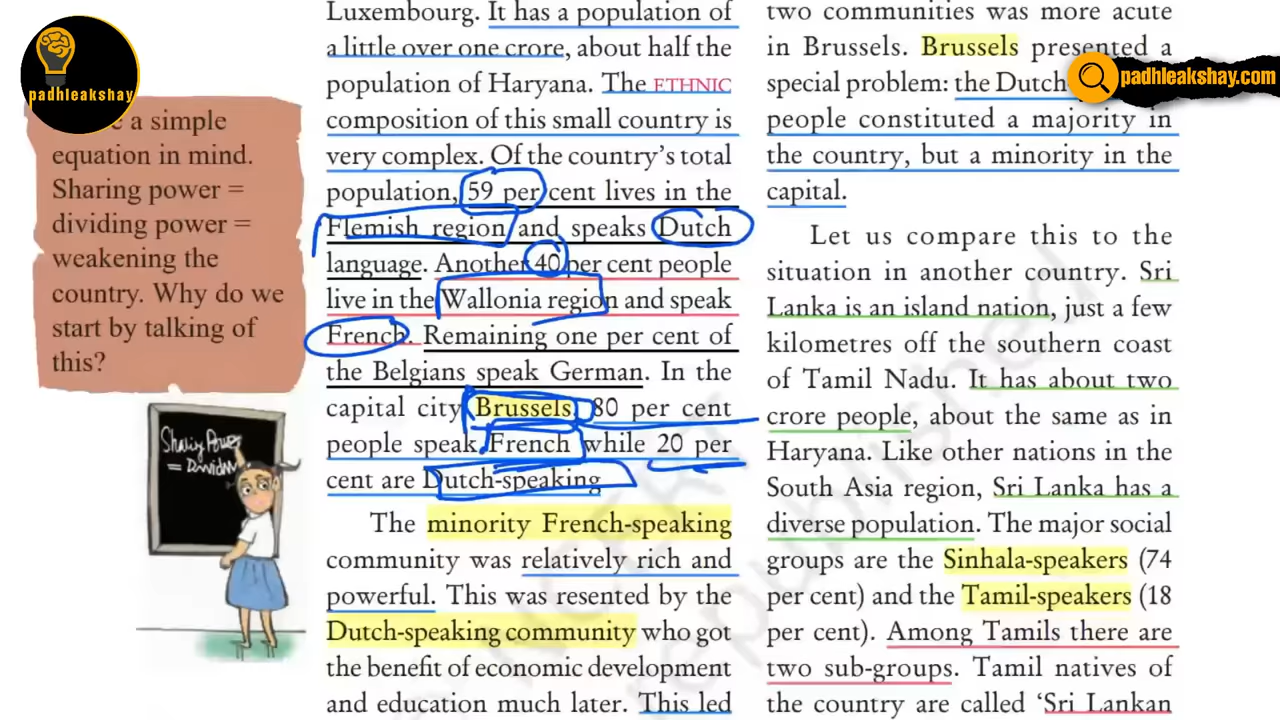 padhleakshay
padhleakshay.com
a simple
equation in mind.
Sharing power =
dividing power =
weakening the
country. Why do we
start by talking of
this?
Sharing Power
= Dividing
Luxembourg. It has a population of
a little over one crore, about half the
population of Haryana. The ETHNIC
composition of this small country is
very complex. Of the country’s total
population, 59 per cent lives in the
Flemish region and speaks Dutch
language. Another 40 per cent people
live in the Wallonia region and speak
French. Remaining one per cent of
the Belgians speak German. In the
capital city Brussels, 80 per cent
people speak French while 20 per
cent are Dutch-speaking
The minority French-speaking
community was relatively rich and
powerful. This was resented by the
Dutch-speaking community who got
the benefit of economic development
and education much later. This led
two communities was more acute
in Brussels. Brussels presented a
special problem: the Dutch
people constituted a majority in
the country, but a minority in the
capital.
Let us compare this to the
situation in another country. Sri
Lanka is an island nation, just a few
kilometres off the southern coast
of Tamil Nadu. It has about two
crore people, about the same as in
Haryana. Like other nations in the
South Asia region, Sri Lanka has a
diverse population. The major social
groups are the Sinhala-speakers (74
per cent) and the Tamil-speakers (18
per cent). Among Tamils there are
two sub-groups. Tamil natives of
the country are called ‘Sri Lankan